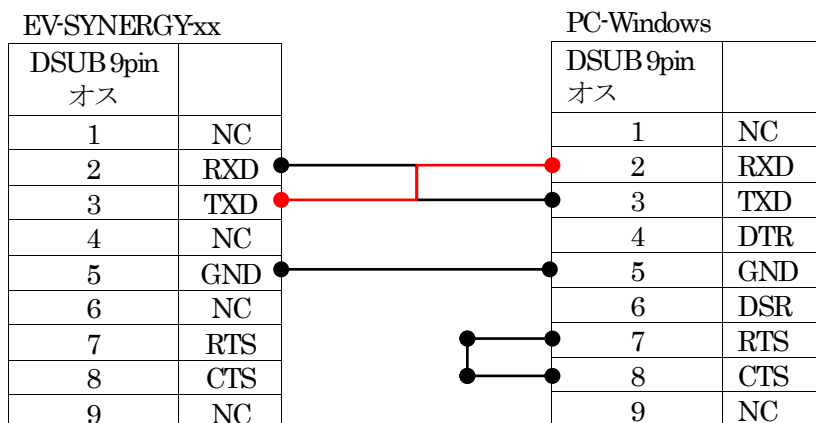 EV-SYNERGY-xx
DSUB 9pin
オス
1 NC
2 RXD
3 TXD
4 NC
5 GND
6 NC
7 RTS
8 CTS
9 NC
PC-Windows
DSUB 9pin
オス
1 NC
2 RXD
3 TXD
4 DTR
5 GND
6 DSR
7 RTS
8 CTS
9 NC